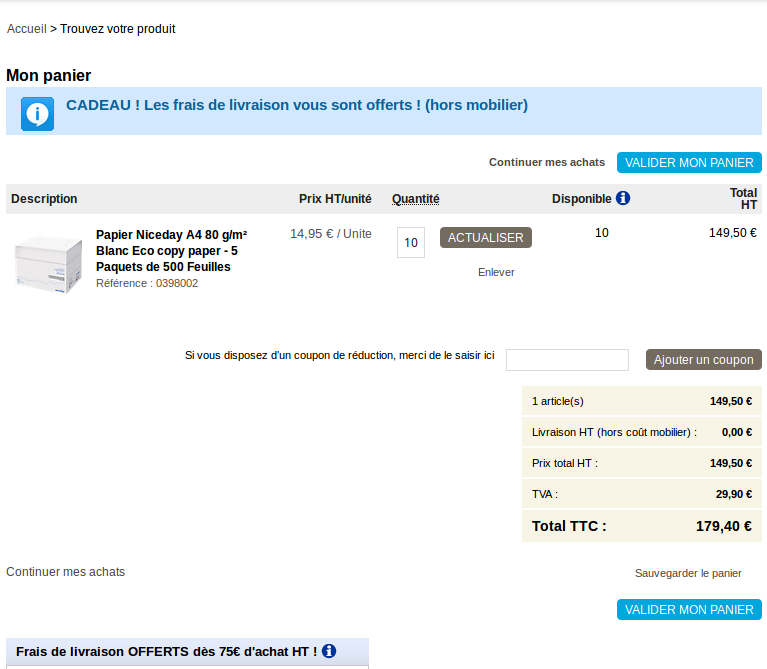 Accueil > Trouvez votre produit
Mon panier
CADEAU ! Les frais de livraison vous sont offerts ! (hors mobilier)
Continuer mes achats VALIDER MON PANIER
Description Prix HT/unité Quantité Disponible Total HT
Papier Niceday A4 80 g/m² Blanc Eco copy paper - 5 Paquets de 500 Feuilles
Référence : 0398002
14,95 € / Unite
10 ACTUALISER
Enlever
10
149,50 €
Si vous disposez d'un coupon de réduction, merci de le saisir ici Ajouter un coupon
1 article(s) 149,50 €
Livraison HT (hors coût mobilier) : 0,00 €
Prix total HT : 149,50 €
TVA : 29,90 €
Total TTC : 179,40 €
Continuer mes achats Sauvegarder le panier
VALIDER MON PANIER
Frais de livraison OFFERTS dès 75€ d'achat HT !